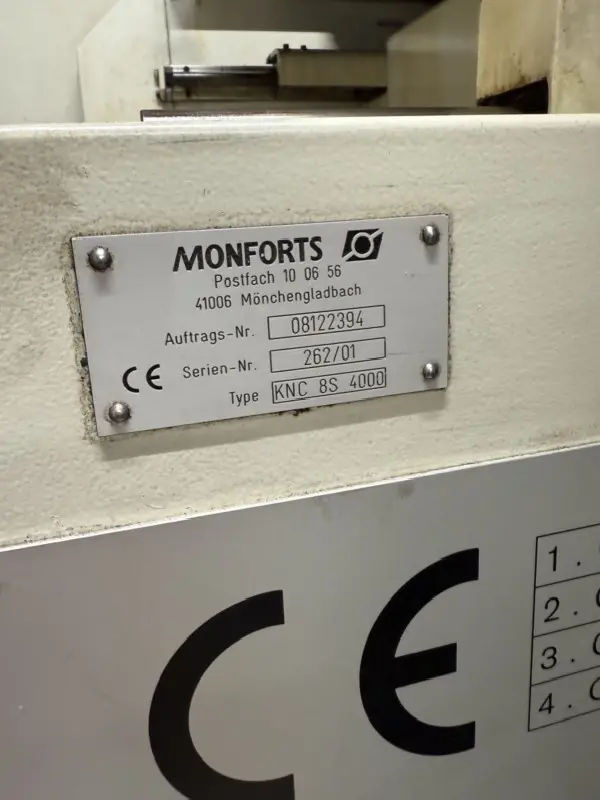 MONFORTS
Postfach 10 06 56
41006 Mönchengladbach
Auftrags-Nr. 08122394
CE Serien-Nr. 262/01
Type KNC 8S 4000
CE
1.
2.
3.
4.